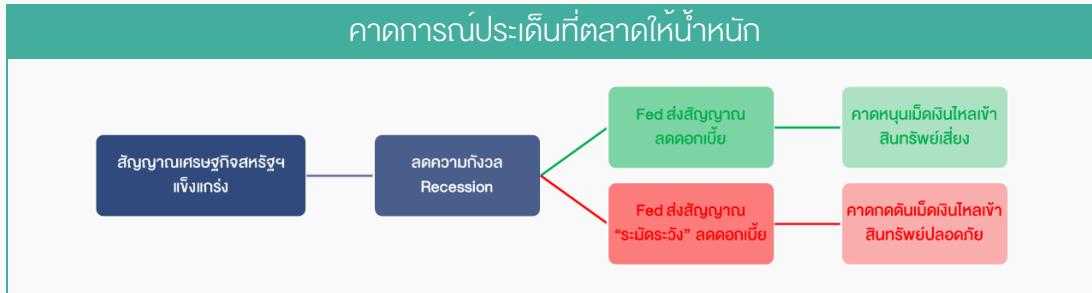 คาดการณ์ประเด็นที่ตลาดให้น้ำหนัก
สัญญาณเศรษฐกิจสหรัฐฯ
แข็งแกร่ง
ลดความกังวล
Recession
Fed ส่งสัญญาณ
ลดดอกเบี้ย
คาดหนุนเม็ดเงินไหลเข้า
สินทรัพย์เสี่ยง
Fed ส่งสัญญาณ
“ระมัดระวัง” ลดดอกเบี้ย
คาดกดดันเม็ดเงินไหลเข้า
สินทรัพย์ปลอดภัย